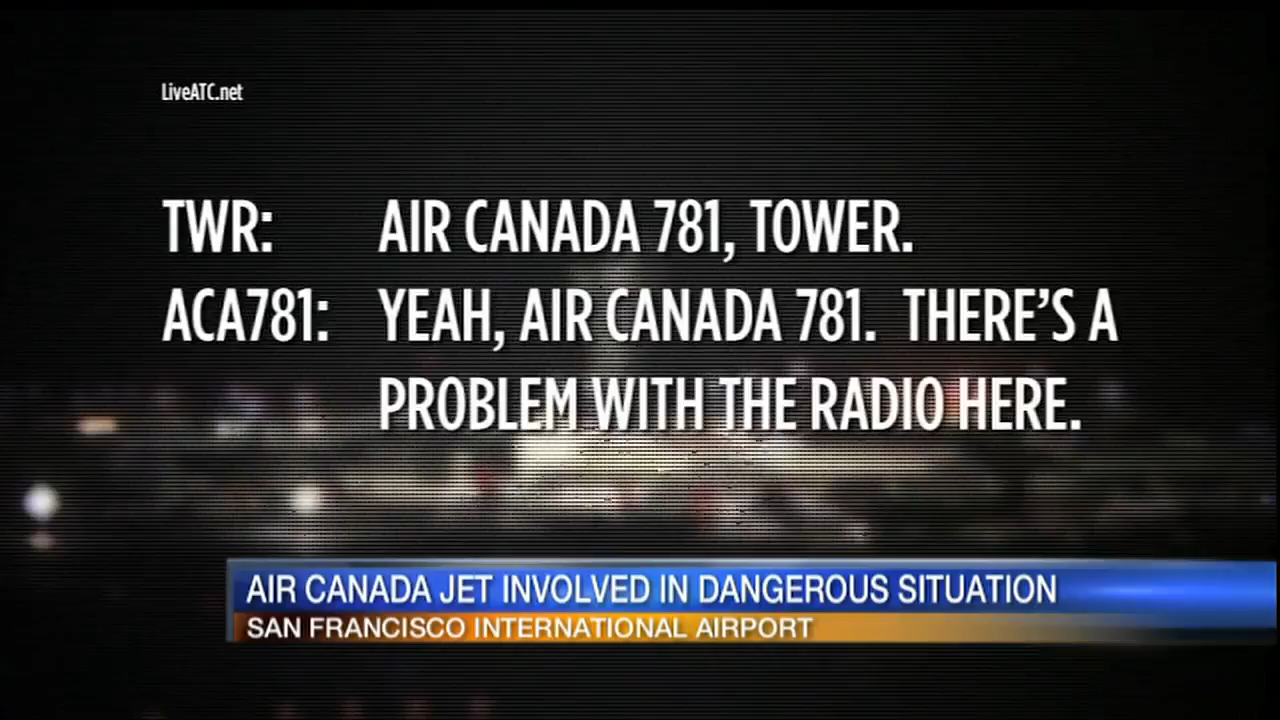 LiveATC.net
TWR: AIR CANADA 781, TOWER.
ACA781: YEAH, AIR CANADA 781. THERE'S A
PROBLEM WITH THE RADIO HERE.
AIR CANADA JET INVOLVED IN DANGEROUS SITUATION
SAN FRANCISCO INTERNATIONAL AIRPORT